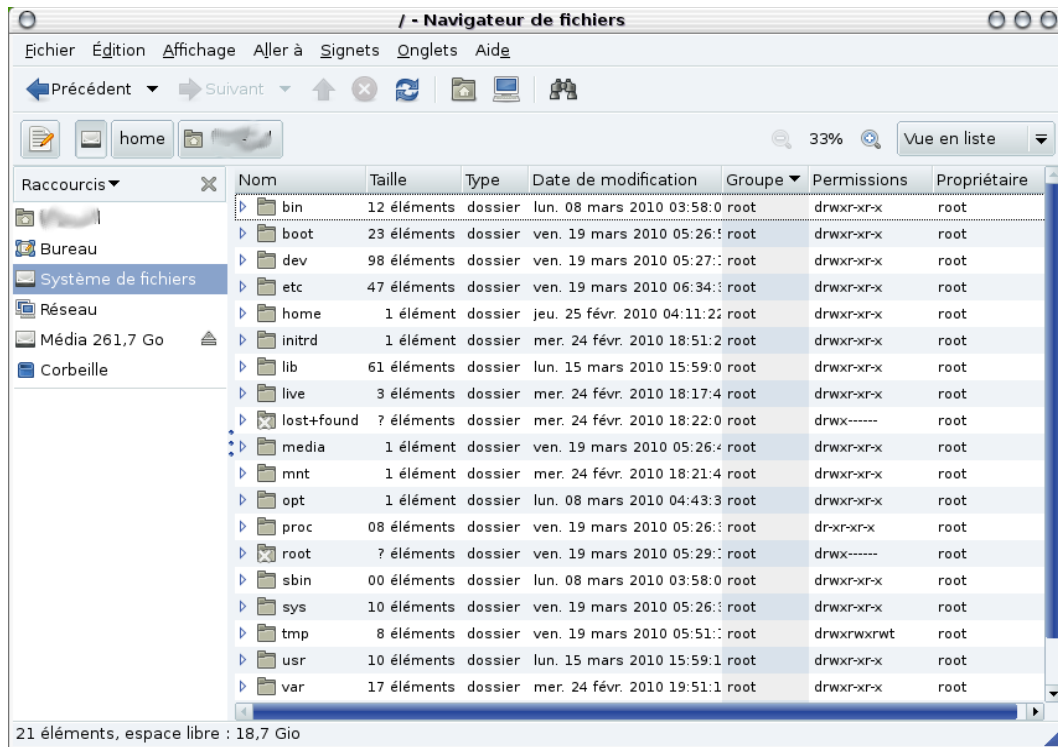 / - Navigateur de fichiers
Fichier Édition Affichage Aller à Signets Onglets Aide
Précédent Suivant
home 33% Vue en liste
Raccourcis Nom Taille Type Date de modification Groupe Permissions Propriétaire
bin 12 éléments dossier lun. 08 mars 2010 03:58:0 root drwxr-xr-x root
Bureau boot 23 éléments dossier ven. 19 mars 2010 05:26: root drwxr-xr-x root
dev 98 éléments dossier ven. 19 mars 2010 05:27: root drwxr-xr-x root
Système de fichiers etc 47 éléments dossier ven. 19 mars 2010 06:34: root drwxr-xr-x root
Réseau home 1 élément dossier jeu. 25 févr. 2010 04:11:22 root drwxr-xr-x root
Média 261,7 Go initrd 1 élément dossier mer. 24 févr. 2010 18:51:2 root drwxr-xr-x root
Corbeille lib 61 éléments dossier lun. 15 mars 2010 15:59:0 root drwxr-xr-x root
live 3 éléments dossier mer. 24 févr. 2010 18:17:4 root drwxr-xr-x root
lost+found ? éléments dossier mer. 24 févr. 2010 18:22:0 root drwx------ root
media 1 élément dossier ven. 19 mars 2010 05:26: root drwxr-xr-x root
mnt 1 élément dossier mer. 24 févr. 2010 18:21:4 root drwxr-xr-x root
opt 1 élément dossier lun. 08 mars 2010 04:43:3 root drwxr-xr-x root
proc 08 éléments dossier ven. 19 mars 2010 05:26: root dr-xr-xr-x root
root ? éléments dossier ven. 19 mars 2010 05:29: root drwx------ root
sbin 00 éléments dossier lun. 08 mars 2010 03:58:0 root drwxr-xr-x root
sys 10 éléments dossier ven. 19 mars 2010 05:26: root drwxr-xr-x root
tmp 8 éléments dossier ven. 19 mars 2010 05:51: root drwxrwxrwt root
usr 10 éléments dossier lun. 15 mars 2010 15:59:1 root drwxr-xr-x root
var 17 éléments dossier mer. 24 févr. 2010 19:51:1 root drwxr-xr-x root
21 éléments, espace libre : 18,7 Gio